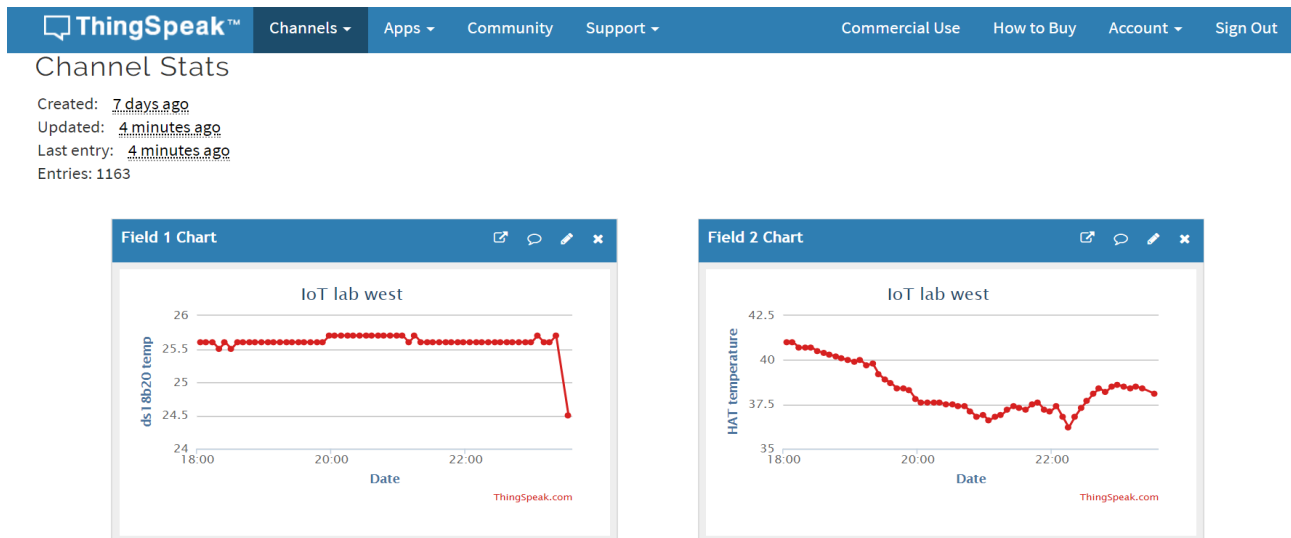 ThingSpeak™ Channels Apps Community Support Commercial Use How to Buy Account Sign Out
Channel Stats
Created: 7 days ago
Updated: 4 minutes ago
Last entry: 4 minutes ago
Entries: 1163
Field 1 Chart
IoT lab west
ds18b20 temp
26
25.5
25
24.5
24
18:00 20:00 22:00
Date
ThingSpeak.com
Field 2 Chart
IoT lab west
HAT temperature
42.5
40
37.5
35
18:00 20:00 22:00
Date
ThingSpeak.com